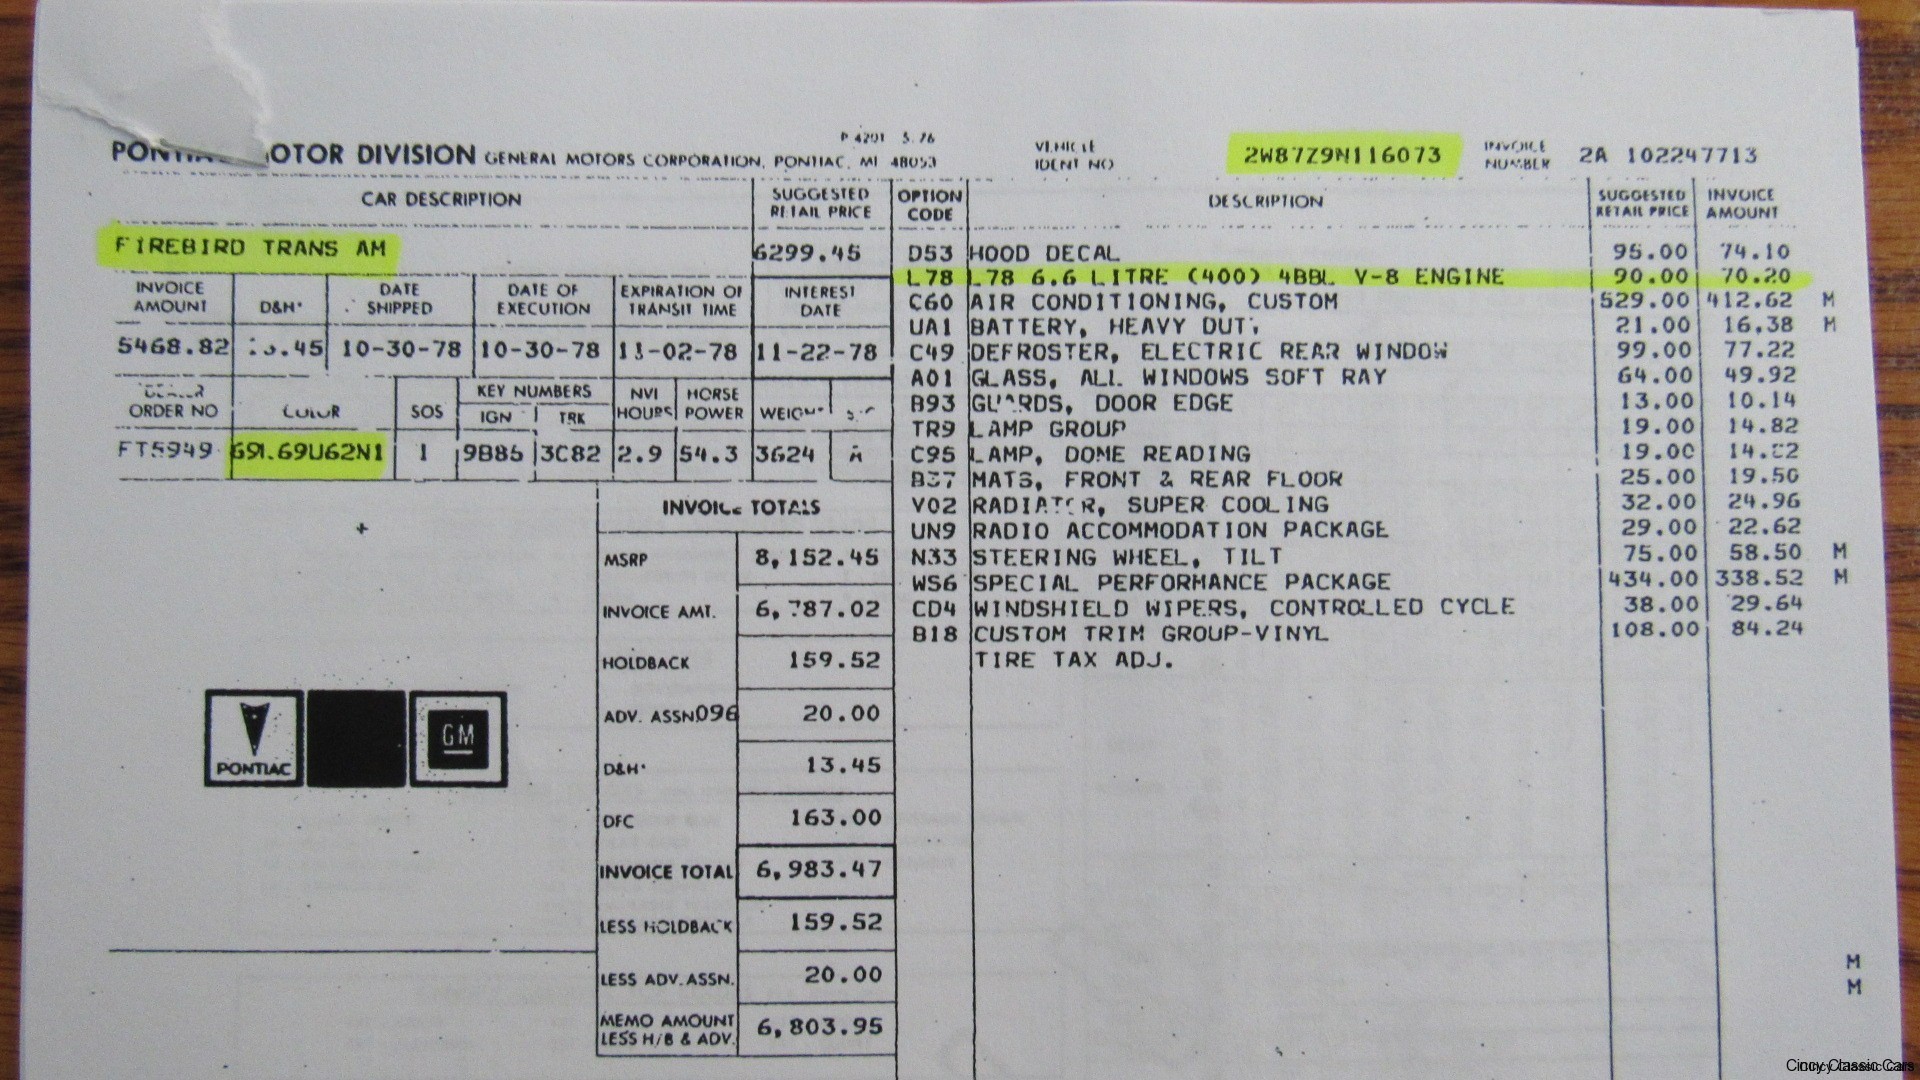 P 4201 5.76
MOTOR DIVISION GENERAL MOTORS CORPORATION, PONTIAC, MI 48053
VEHICLE IDENT NO 2W87Z9N116073 INVOICE NUMBER 2A 102247713
CAR DESCRIPTION SUGGESTED RETAIL PRICE
FIREBIRD TRANS AM 6299.45
INVOICE AMOUNT D&H* DATE SHIPPED DATE OF EXECUTION EXPIRATION OF TRANSIT TIME INTEREST DATE
5468.82 .45 10-30-78 10-30-78 11-02-78 11-22-78
DEALER ORDER NO COLOR SOS KEY NUMBERS IGN TRK NVI HOURS HORSE POWER WEIGHT
FT5949 69L69U62N1 1 9B86 3C82 2.9 54.3 3624 A
INVOICE TOTALS
MSRP 8,152.45
INVOICE AMT. 6,787.02
HOLDBACK 159.52
ADV. ASSN 096 20.00
D&H* 13.45
DFC 163.00
INVOICE TOTAL 6,983.47
LESS HOLDBACK 159.52
LESS ADV. ASSN. 20.00
MEMO AMOUNT LESS H/B & ADV. 6,803.95
PONTIAC
GM
OPTION CODE DESCRIPTION SUGGESTED RETAIL PRICE INVOICE AMOUNT
D53 HOOD DECAL 95.00 74.10
L78 L78 6.6 LITRE (400) 4BBL V-8 ENGINE 90.00 70.20
C60 AIR CONDITIONING, CUSTOM 529.00 412.62 M
UA1 BATTERY, HEAVY DUTY 21.00 16.38 M
C49 DEFROSTER, ELECTRIC REAR WINDOW 99.00 77.22
A01 GLASS, ALL WINDOWS SOFT RAY 64.00 49.92
B93 GUARDS, DOOR EDGE 13.00 10.14
TR9 LAMP GROUP 19.00 14.82
C95 LAMP, DOME READING 19.00 14.82
B37 MATS, FRONT & REAR FLOOR 25.00 19.50
V02 RADIATOR, SUPER COOLING 32.00 24.96
UN9 RADIO ACCOMMODATION PACKAGE 29.00 22.62
N33 STEERING WHEEL, TILT 75.00 58.50 M
WS6 SPECIAL PERFORMANCE PACKAGE 434.00 338.52 M
CD4 WINDSHIELD WIPERS, CONTROLLED CYCLE 38.00 29.64
B18 CUSTOM TRIM GROUP-VINYL 108.00 84.24
TIRE TAX ADJ.
M
M
Cincy Classic Cars